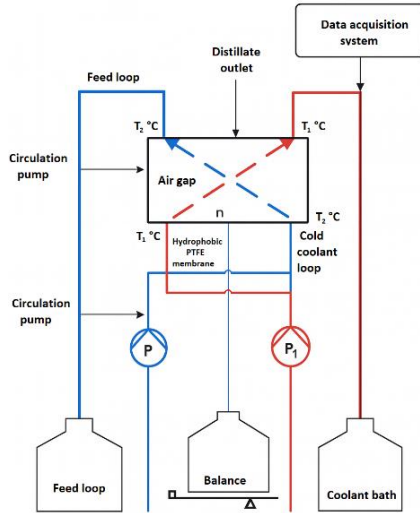 Data acquisition
system
Distillate
outlet
Feed loop
T₂ °C
T₁ °C
Circulation
pump
Air gap
n
T₁ °C
T₂ °C
Hydrophobic
PTFE
membrane
Cold
coolant
loop
Circulation
pump
P
P₁
Feed loop
Balance
Coolant bath